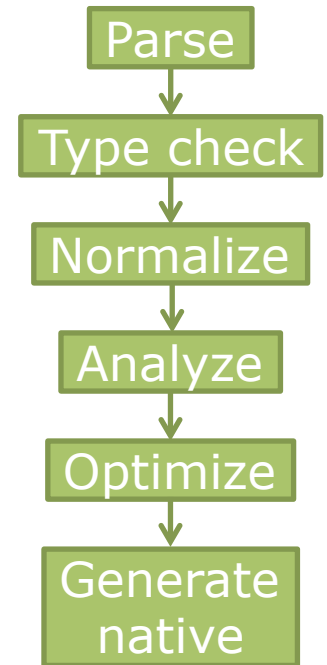 Parse
Type check
Normalize
Analyze
Optimize
Generate
native